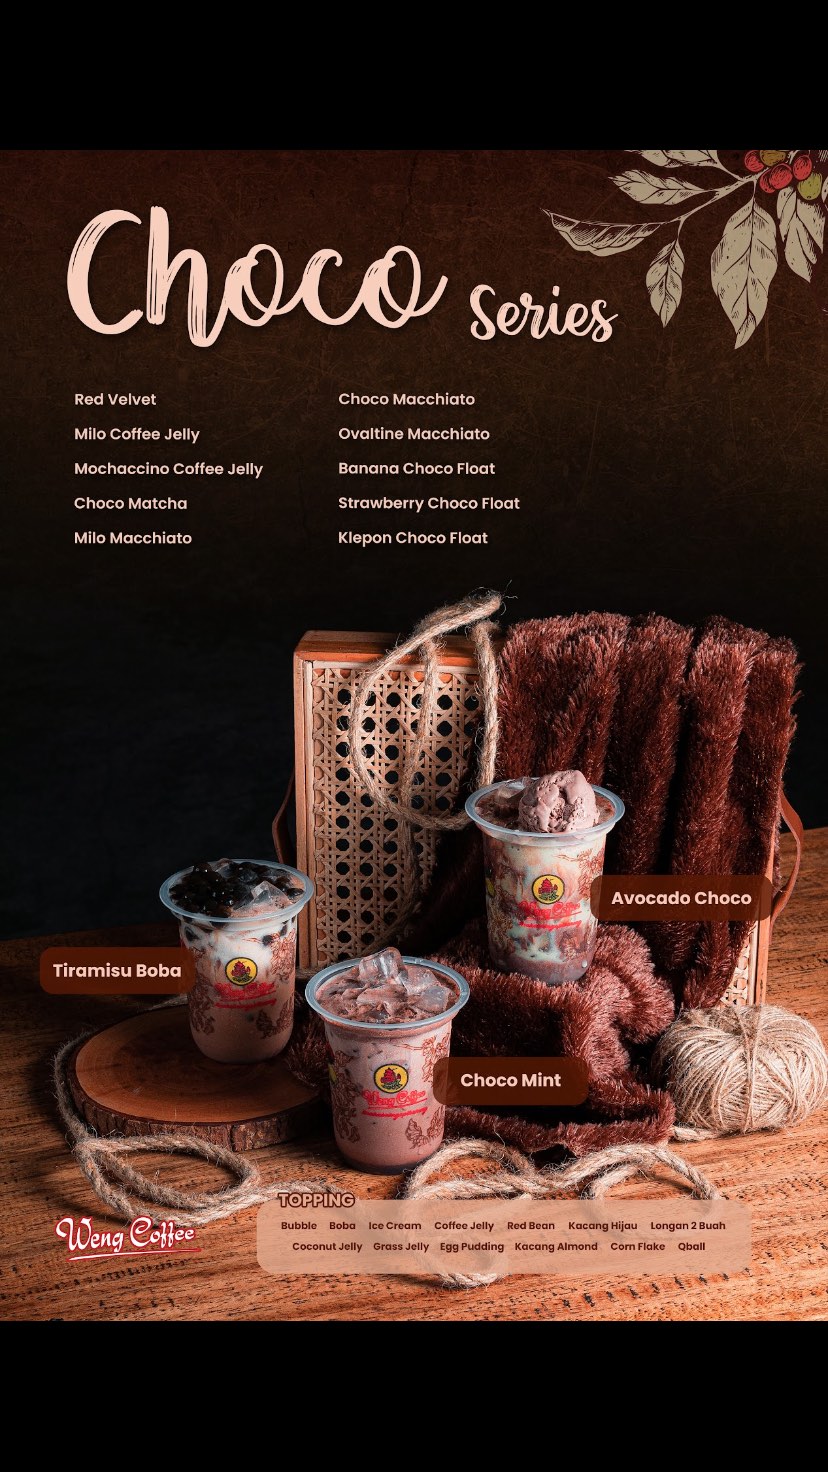 Choco Series
Red Velvet
Milo Coffee Jelly
Mochaccino Coffee Jelly
Choco Matcha
Milo Macchiato
Choco Macchiato
Ovaltine Macchiato
Banana Choco Float
Strawberry Choco Float
Klepon Choco Float
Avocado Choco
Tiramisu Boba
Choco Mint
Weng Coffee
TOPPING
Bubble Boba Ice Cream Coffee Jelly Red Bean Kacang Hijau Longan 2 Buah
Coconut Jelly Grass Jelly Egg Pudding Kacang Almond Corn Flake Qball
Weng Coffee